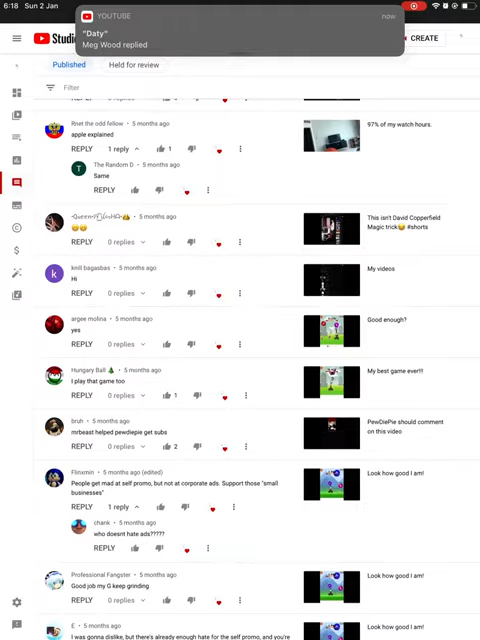 6:18 Sun 2 Jan
YOUTUBE
now
"Daty"
Meg Wood replied
Studio
CREATE
Published
Held for review
Filter
Rnet the odd fellow • 5 months ago
apple explained
REPLY 1 reply 1
97% of my watch hours.
The Random D • 5 months ago
Same
REPLY
5 months ago
REPLY 0 replies
This isn't David Copperfield
Magic trick😂 #shorts
knill bagasbas • 5 months ago
Hi
REPLY 0 replies
My videos
argee molina • 5 months ago
yes
REPLY 0 replies
Good enough?
Hungary Ball 🌲 • 5 months ago
I play that game too
REPLY 0 replies 1
My best game ever!!!
bruh • 5 months ago
mrbeast helped pewdiepie get subs
REPLY 0 replies 2
PewDiePie should comment
on this video
Flinxmin • 5 months ago (edited)
People get mad at self promo, but not at corporate ads. Support those "small
businesses"
REPLY 1 reply
Look how good I am!
chank • 5 months ago
who doesnt hate ads?????
REPLY
Professional Fangster • 5 months ago
Good job my G keep grinding
REPLY 0 replies
Look how good I am!
E • 5 months ago
I was gonna dislike, but there's already enough hate for the self promo, and you're
Look how good I am!